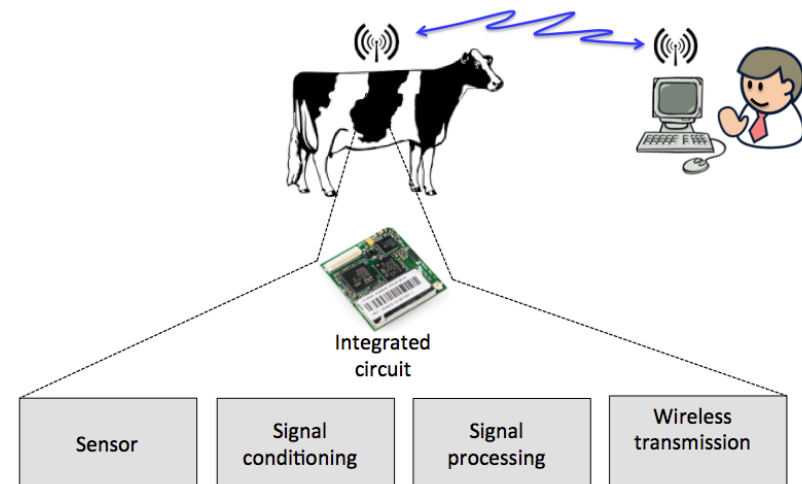 Integrated
circuit
Sensor
Signal
conditioning
Signal
processing
Wireless
transmission